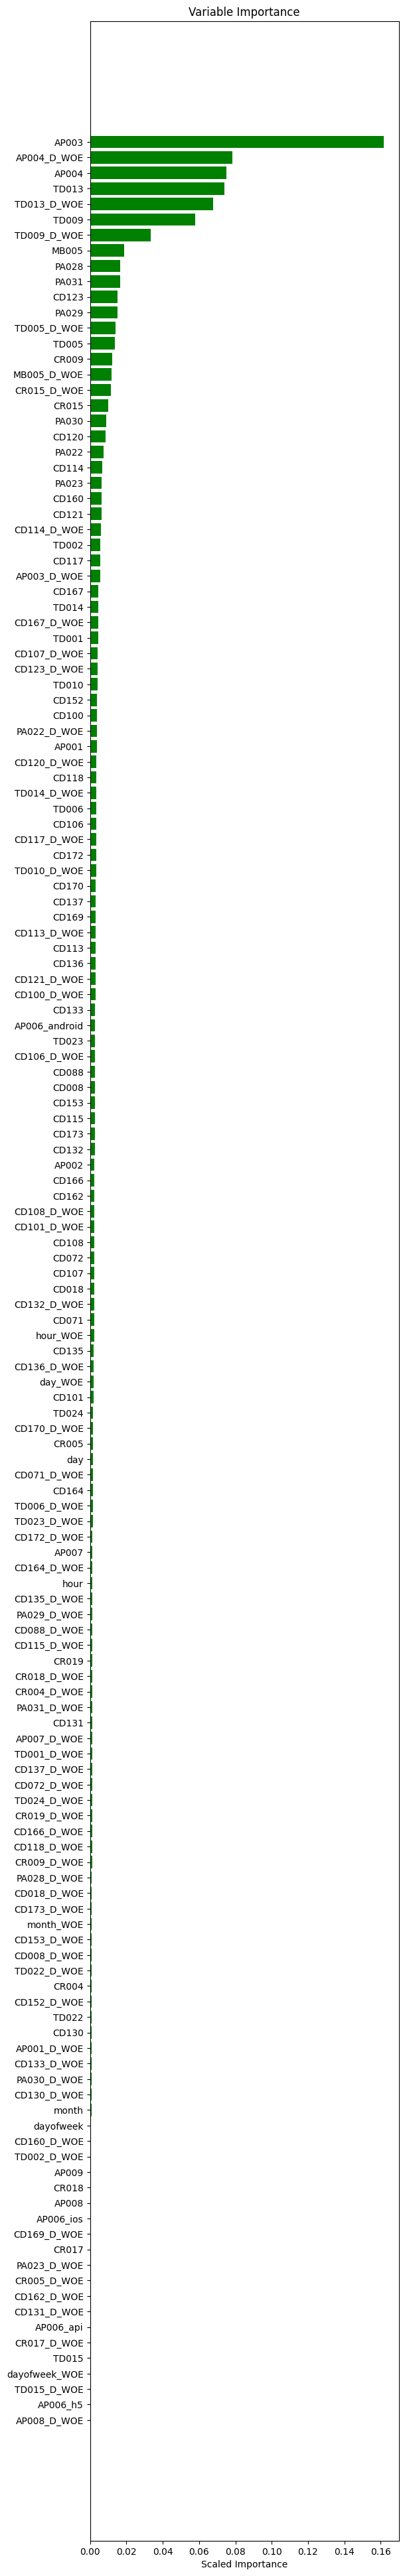 Variable Importance
AP003
AP004_D_WOE
AP004
TD013
TD013_D_WOE
TD009
TD009_D_WOE
MB005
PA028
PA031
CD123
PA029
TD005_D_WOE
TD005
CR009
MB005_D_WOE
CR015_D_WOE
CR015
PA030
CD120
PA022
CD114
PA023
CD160
CD121
CD114_D_WOE
TD002
CD117
AP003_D_WOE
CD167
TD014
CD167_D_WOE
TD001
CD107_D_WOE
CD123_D_WOE
TD010
CD152
CD100
PA022_D_WOE
AP001
CD120_D_WOE
CD118
TD014_D_WOE
TD006
CD106
CD117_D_WOE
CD172
TD010_D_WOE
CD170
CD137
CD169
CD113_D_WOE
CD113
CD136
CD121_D_WOE
CD100_D_WOE
CD133
AP006_android
TD023
CD106_D_WOE
CD088
CD008
CD153
CD115
CD173
CD132
AP002
CD166
CD162
CD108_D_WOE
CD101_D_WOE
CD108
CD072
CD107
CD018
CD132_D_WOE
CD071
hour_WOE
CD135
CD136_D_WOE
day_WOE
CD101
TD024
CD170_D_WOE
CR005
day
CD071_D_WOE
CD164
TD006_D_WOE
TD023_D_WOE
CD172_D_WOE
AP007
CD164_D_WOE
hour
CD135_D_WOE
PA029_D_WOE
CD088_D_WOE
CD115_D_WOE
CR019
CR018_D_WOE
CR004_D_WOE
PA031_D_WOE
CD131
AP007_D_WOE
TD001_D_WOE
CD137_D_WOE
CD072_D_WOE
TD024_D_WOE
CR019_D_WOE
CD166_D_WOE
CD118_D_WOE
CR009_D_WOE
PA028_D_WOE
CD018_D_WOE
CD173_D_WOE
month_WOE
CD153_D_WOE
CD008_D_WOE
TD022_D_WOE
CR004
CD152_D_WOE
TD022
CD130
AP001_D_WOE
CD133_D_WOE
PA030_D_WOE
CD130_D_WOE
month
dayofweek
CD160_D_WOE
TD002_D_WOE
AP009
CR018
AP008
AP006_ios
CD169_D_WOE
CR017
PA023_D_WOE
CR005_D_WOE
CD162_D_WOE
CD131_D_WOE
AP006_api
CR017_D_WOE
TD015
dayofweek_WOE
TD015_D_WOE
AP006_h5
AP008_D_WOE
0.00 0.02 0.04 0.06 0.08 0.10 0.12 0.14 0.16
Scaled Importance